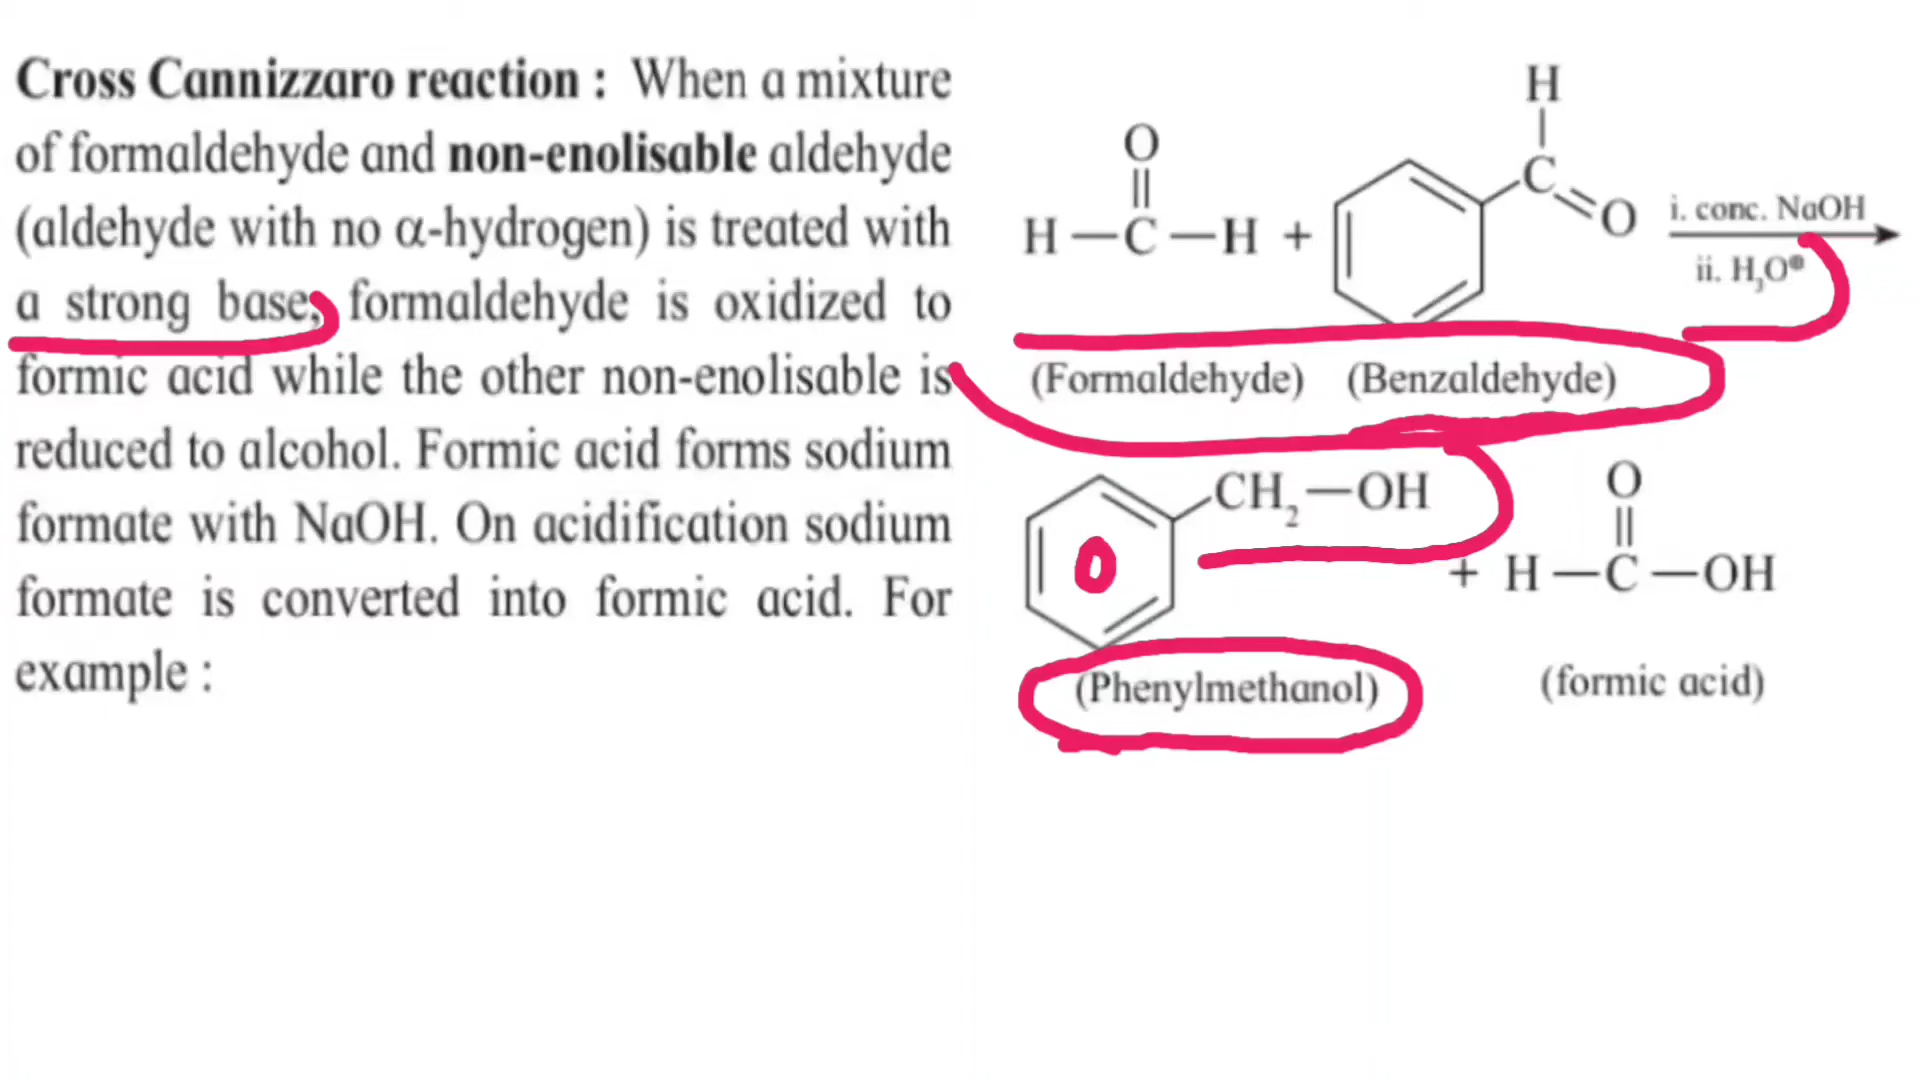 Cross Cannizzaro reaction : When a mixture
of formaldehyde and non-enolisable aldehyde
(aldehyde with no α-hydrogen) is treated with
a strong base, formaldehyde is oxidized to
formic acid while the other non-enolisable is
reduced to alcohol. Formic acid forms sodium
formate with NaOH. On acidification sodium
formate is converted into formic acid. For
example :
H
O
C
O
H—C—H +
i. conc. NaOH
ii. H₃O⊕
(Formaldehyde) (Benzaldehyde)
CH₂—OH
O
+ H—C—OH
(Phenylmethanol)
(formic acid)